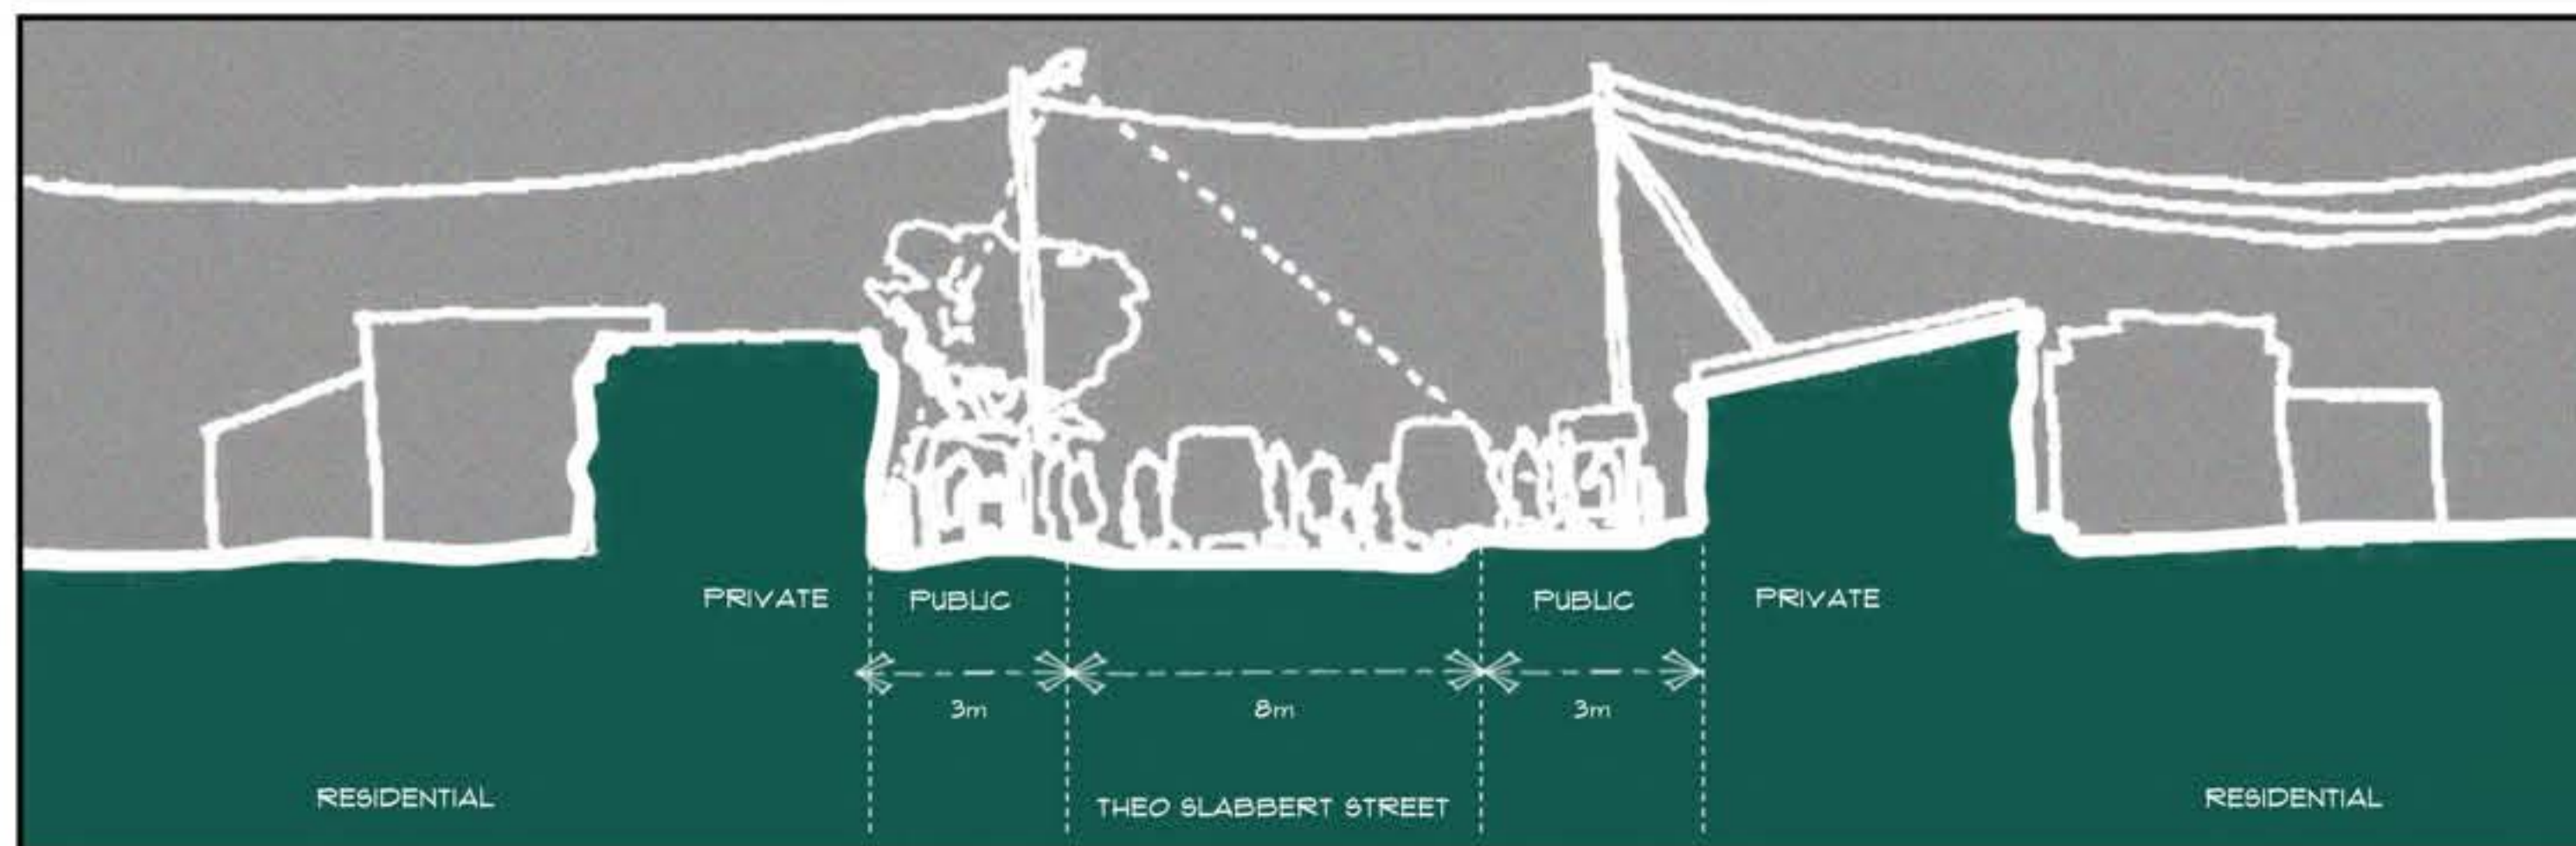 PRIVATE
PUBLIC
PUBLIC
PRIVATE
3m
8m
3m
RESIDENTIAL
THEO SLABBERT STREET
RESIDENTIAL